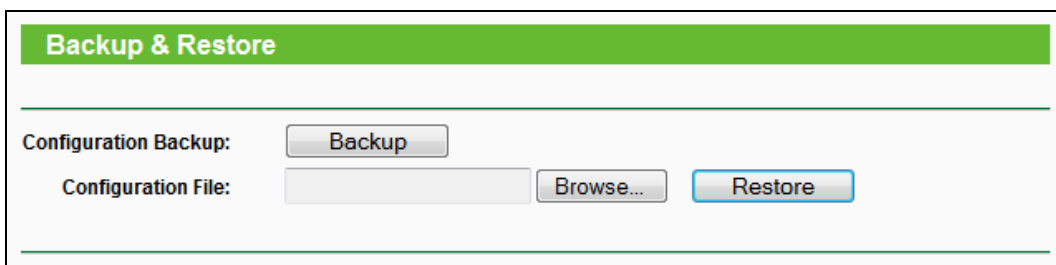 Backup & Restore
Configuration Backup: Backup
Configuration File: Browse... Restore